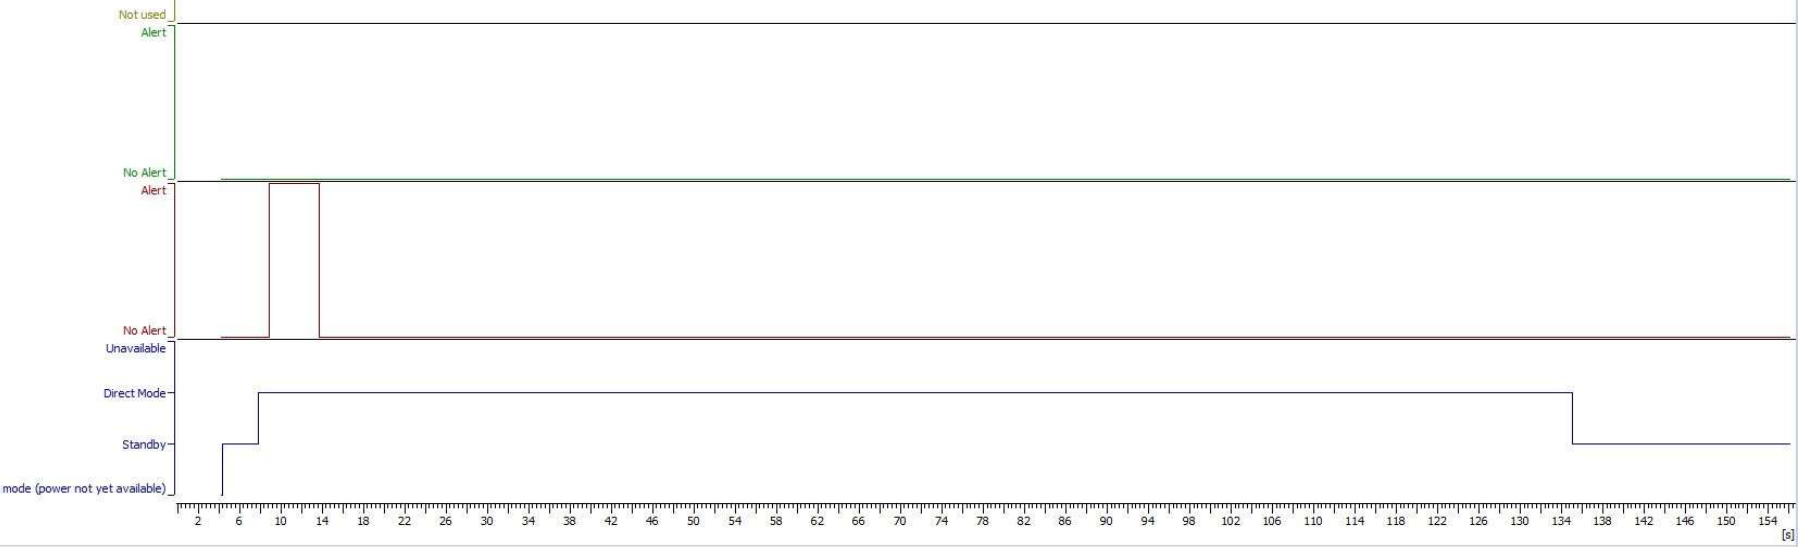 Not used
Alert
No Alert
Alert
No Alert
Unavailable
Direct Mode
Standby
mode (power not yet available)
2 6 10 14 18 22 26 30 34 38 42 46 50 54 58 62 66 70 74 78 82 86 90 94 98 102 106 110 114 118 122 126 130 134 138 142 146 150 154
[s]